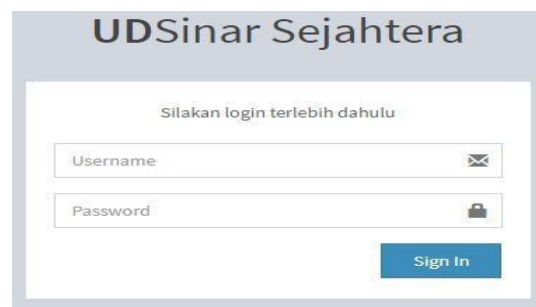 UDSinar Sejahtera
Silakan login terlebih dahulu
Username
Password
Sign In